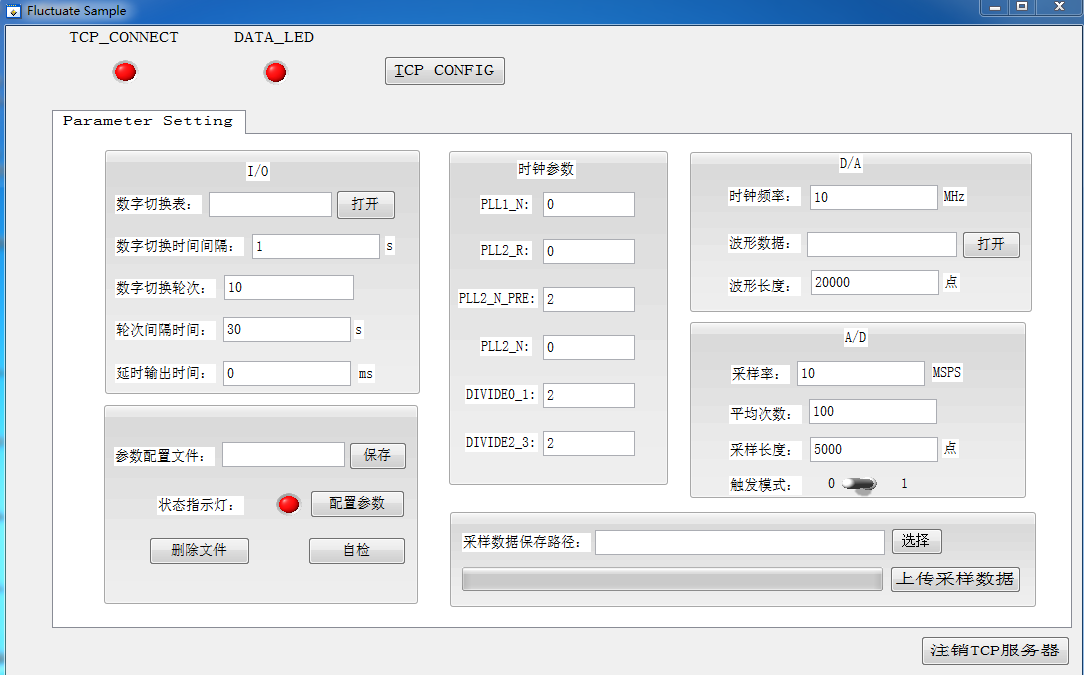 Fluctuate Sample
TCP_CONNECT
DATA_LED
TCP CONFIG
Parameter Setting
I/O
数字切换表:
打开
数字切换时间间隔: 1 s
数字切换轮次: 10
轮次间隔时间: 30 s
延时输出时间: 0 ms
参数配置文件:
保存
状态指示灯:
配置参数
删除文件
自检
时钟参数
PLL1_N: 0
PLL2_R: 0
PLL2_N_PRE: 2
PLL2_N: 0
DIVIDE0_1: 2
DIVIDE2_3: 2
D/A
时钟频率: 10 MHz
波形数据:
打开
波形长度: 20000 点
A/D
采样率: 10 MSPS
平均次数: 100
采样长度: 5000 点
触发模式: 0 1
采样数据保存路径:
选择
上传采样数据
注销TCP服务器